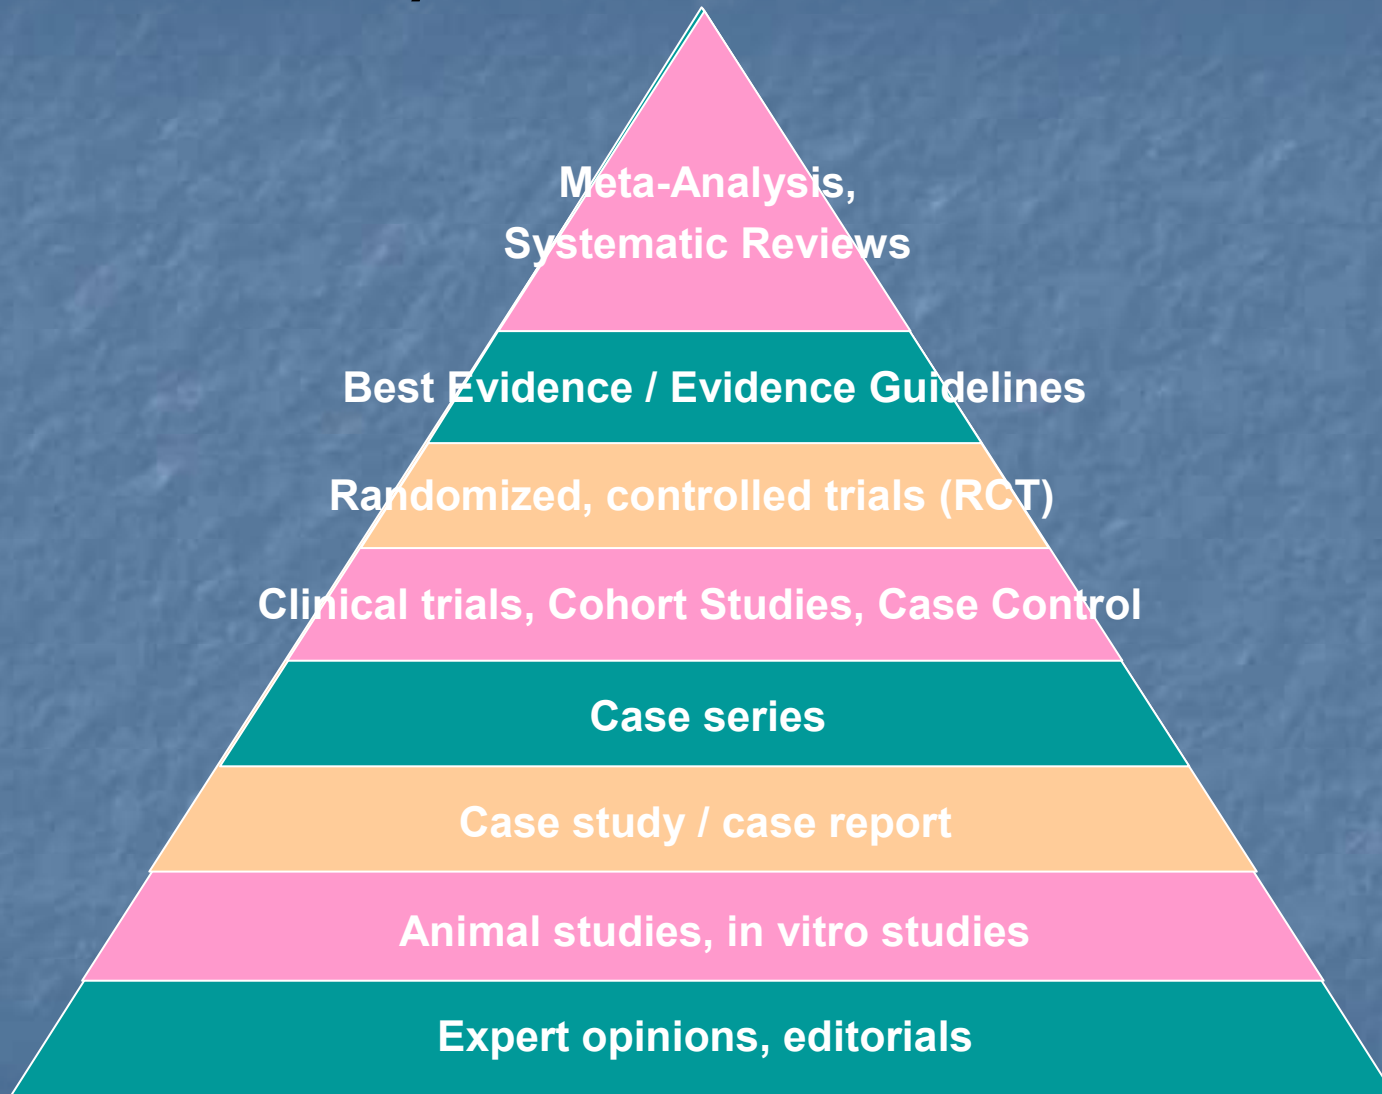 Meta-Analysis,
Systematic Reviews
Best Evidence / Evidence Guidelines
Randomized, controlled trials (RCT)
Clinical trials, Cohort Studies, Case Control
Case series
Case study / case report
Animal studies, in vitro studies
Expert opinions, editorials